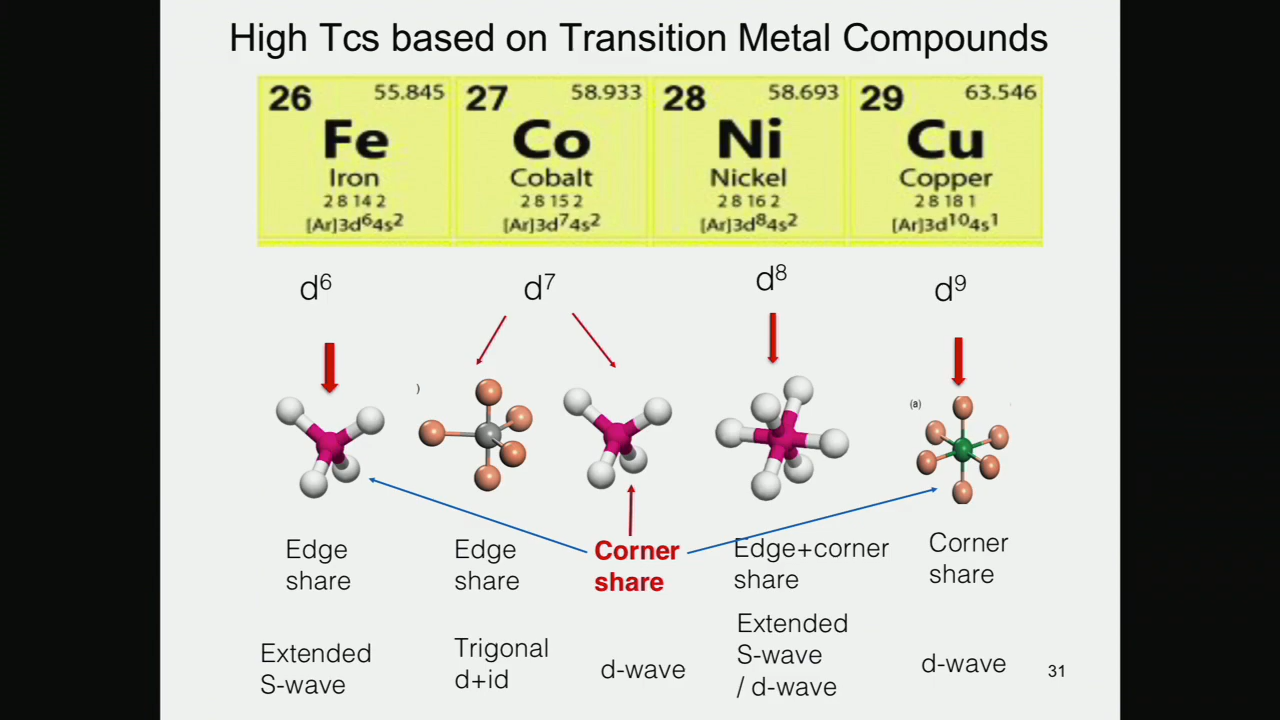 High Tcs based on Transition Metal Compounds
26 55.845 27 58.933 28 58.693 29 63.546
Fe Co Ni Cu
Iron Cobalt Nickel Copper
2 8 14 2 2 8 15 2 2 8 16 2 2 8 18 1
[Ar]3d⁶4s² [Ar]3d⁷4s² [Ar]3d⁸4s² [Ar]3d¹⁰4s¹
d⁶ d⁷ d⁸ d⁹
)
(a)
Edge share
Edge share
Corner share
Edge+corner share
Corner share
Extended S-wave
Trigonal d+id
d-wave
Extended S-wave / d-wave
d-wave
31